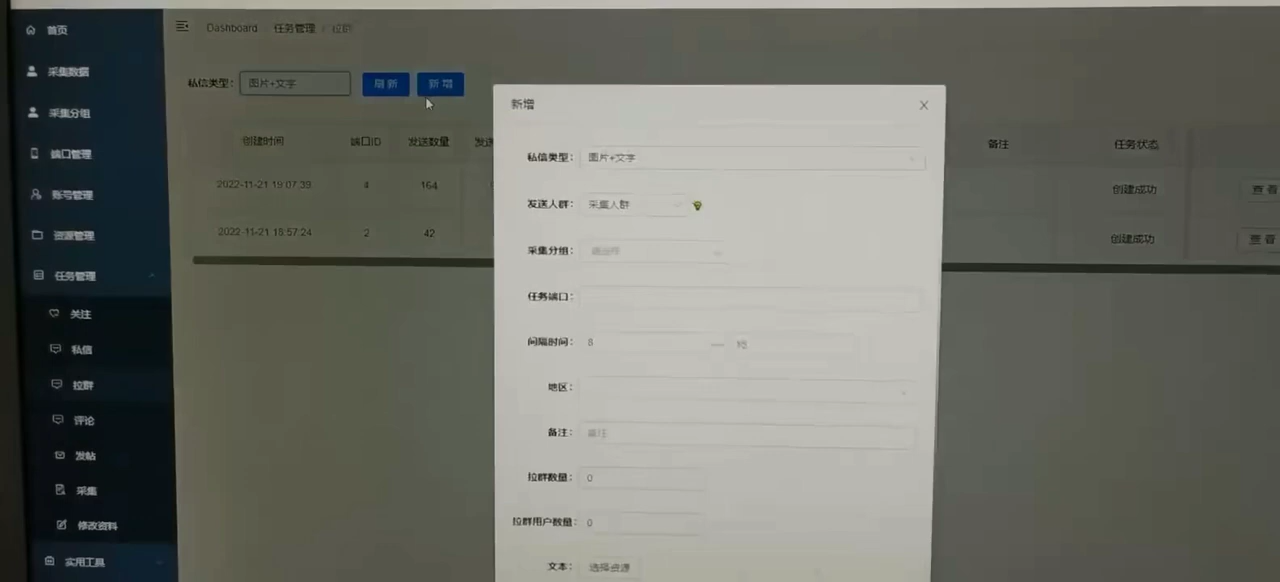 首页
采集数据
采集分组
端口管理
账号管理
资源管理
任务管理
关注
私信
拉群
评论
发帖
采集
修改资料
实用工具
Dashboard 任务管理 / 拉群
私信类型: 图片+文字 刷新 新增
创建时间 端口ID 发送数量 发送 备注 任务状态
2022-11-21 19:07:39 4 164 创建成功 查看
2022-11-21 18:57:24 2 42 创建成功 查看
新增
私信类型: 图片+文字
发送人群: 采集人群
采集分组: 请选择
任务端口:
间隔时间: 8 —
地区:
备注: 备注
拉群数量: 0
拉群用户数量: 0
文本: 选择资源